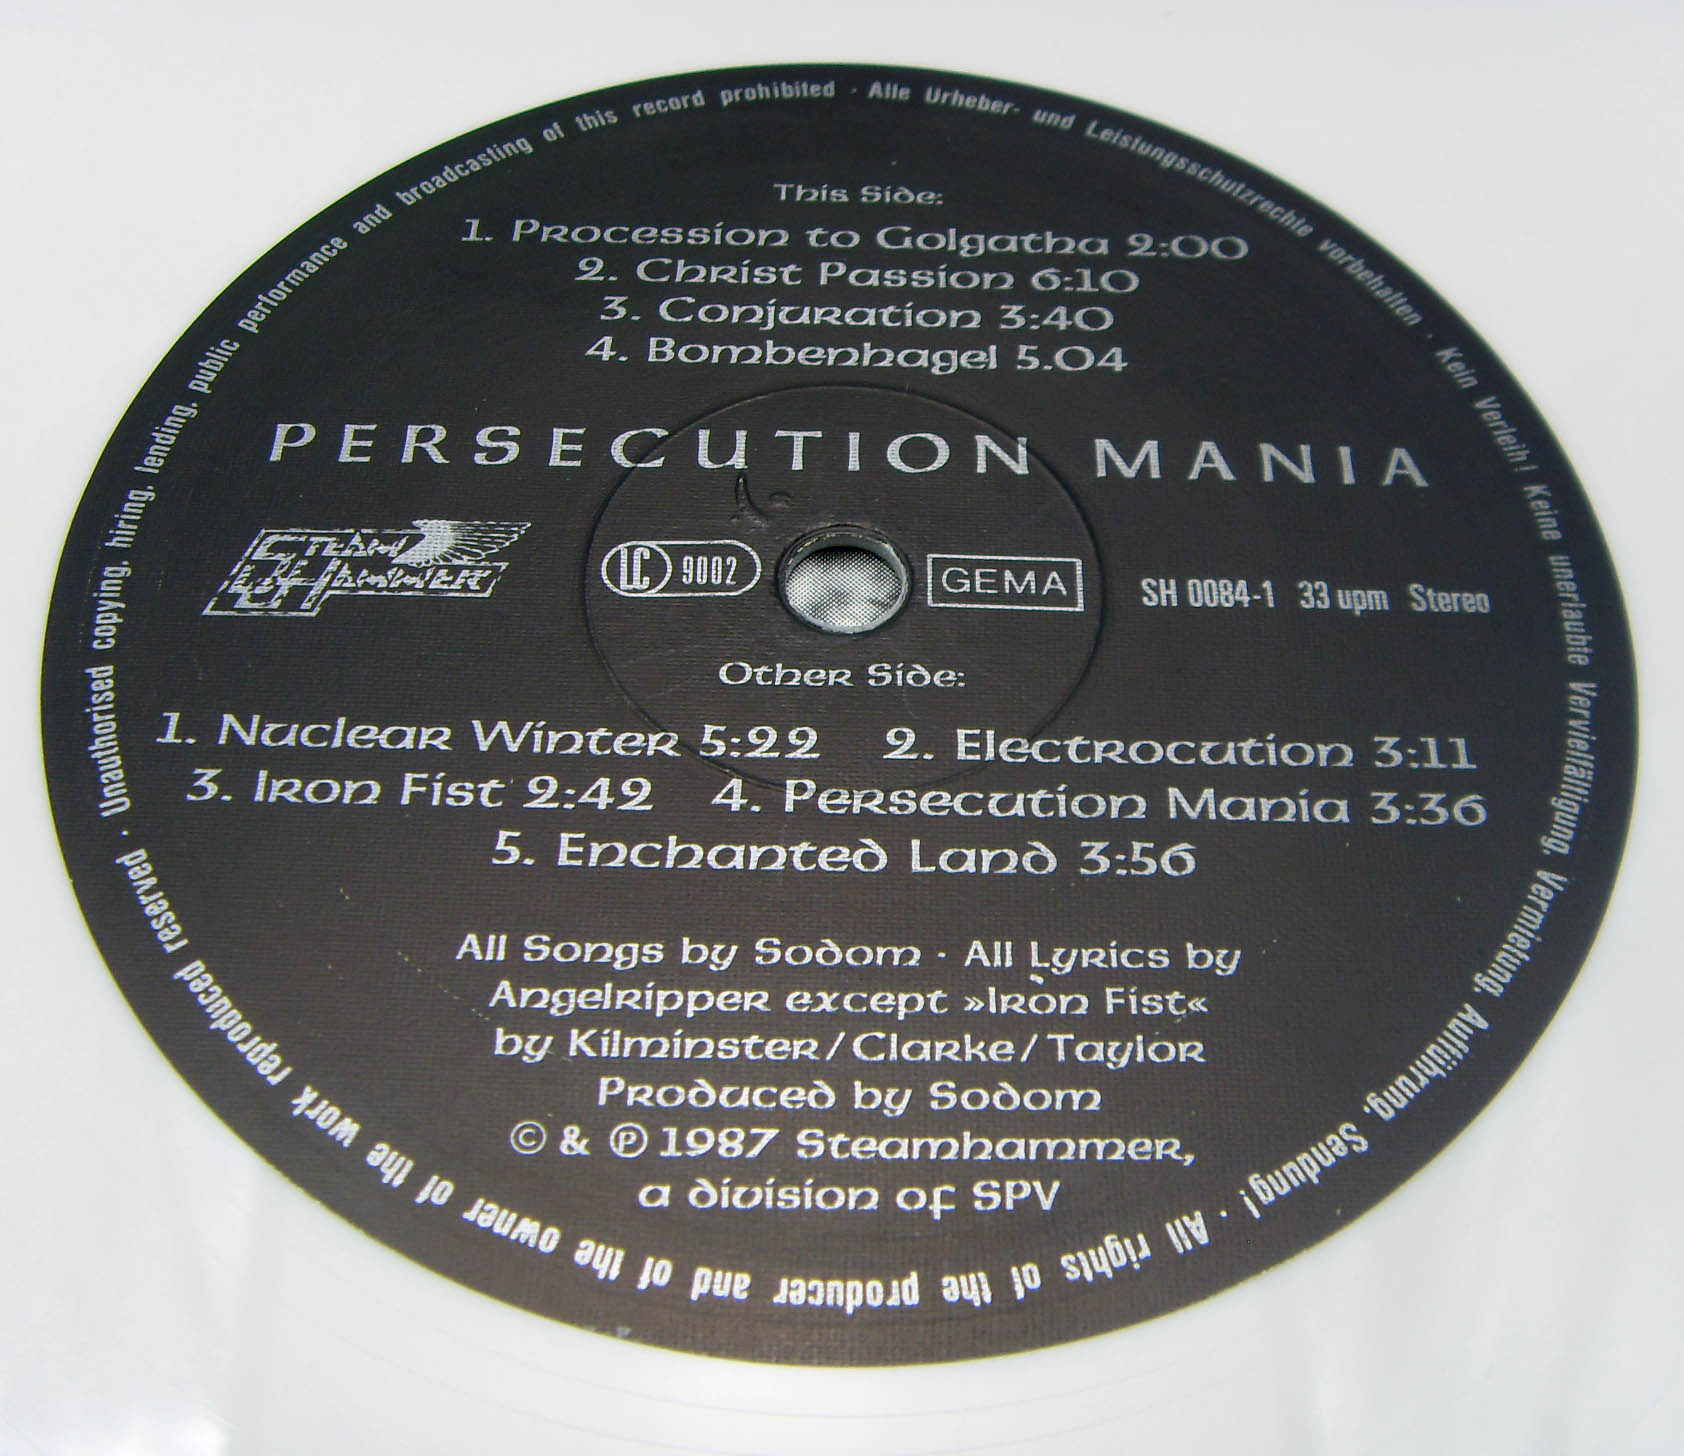 Unauthorised copying, hiring, lending, public performance and broadcasting of this record prohibited · Alle Urheber- und Leistungsschutzrechte vorbehalten · Kein Verleih! Keine unerlaubte Vervielfältigung, Vermietung, Aufführung, Sendung! · All rights of the producer and of the owner of the work reproduced reserved ·
This Side:
1. Procession to Golgatha 2:00
2. Christ Passion 6:10
3. Conjuration 3:40
4. Bombenhagel 5.04
PERSECUTION MANIA
STEAM HAMMER
LC 9002
GEMA
SH 0084-1 33 upm Stereo
Other Side:
1. Nuclear Winter 5:22 2. Electrocution 3:11
3. Iron Fist 2:42 4. Persecution Mania 3:36
5. Enchanted Land 3:56
All Songs by Sodom · All Lyrics by
Angelripper except »Iron Fist«
by Kilminster/Clarke/Taylor
Produced by Sodom
© & ℗ 1987 Steamhammer,
a division of SPV